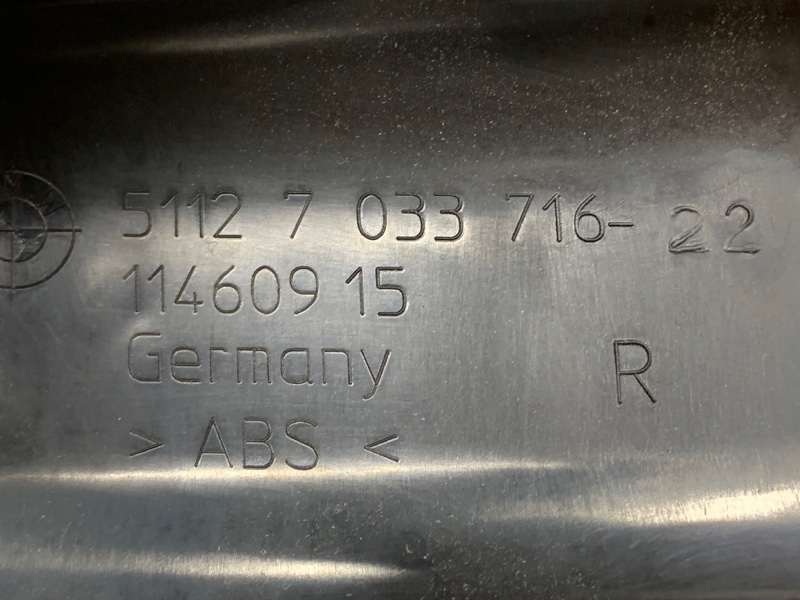 5112 7 033 716-22
114609 15
Germany
R
> ABS <